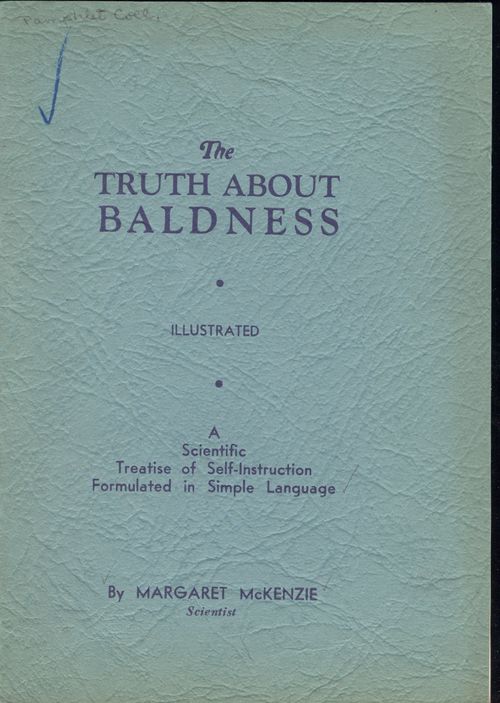 Pamphlet Coll.
The
TRUTH ABOUT
BALDNESS
ILLUSTRATED
A
Scientific
Treatise of Self-Instruction
Formulated in Simple Language
By MARGARET McKENZIE
Scientist